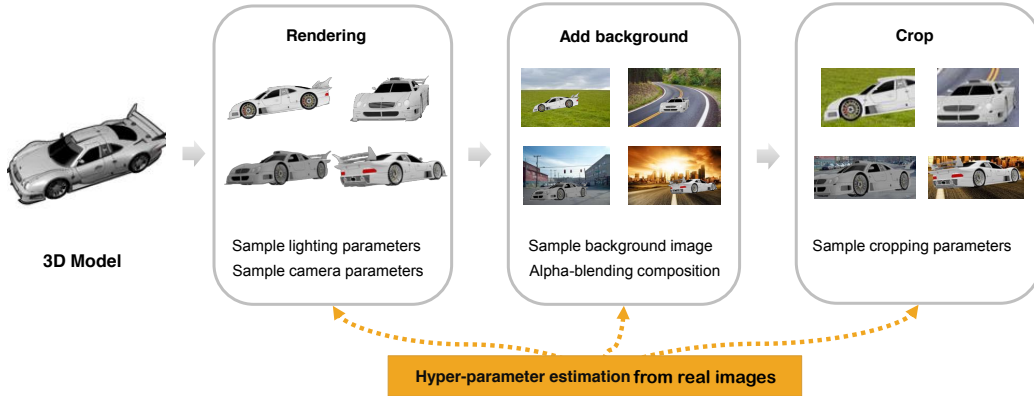 3D Model
Rendering
Sample lighting parameters
Sample camera parameters
Add background
Sample background image
Alpha-blending composition
Crop
Sample cropping parameters
Hyper-parameter estimation from real images